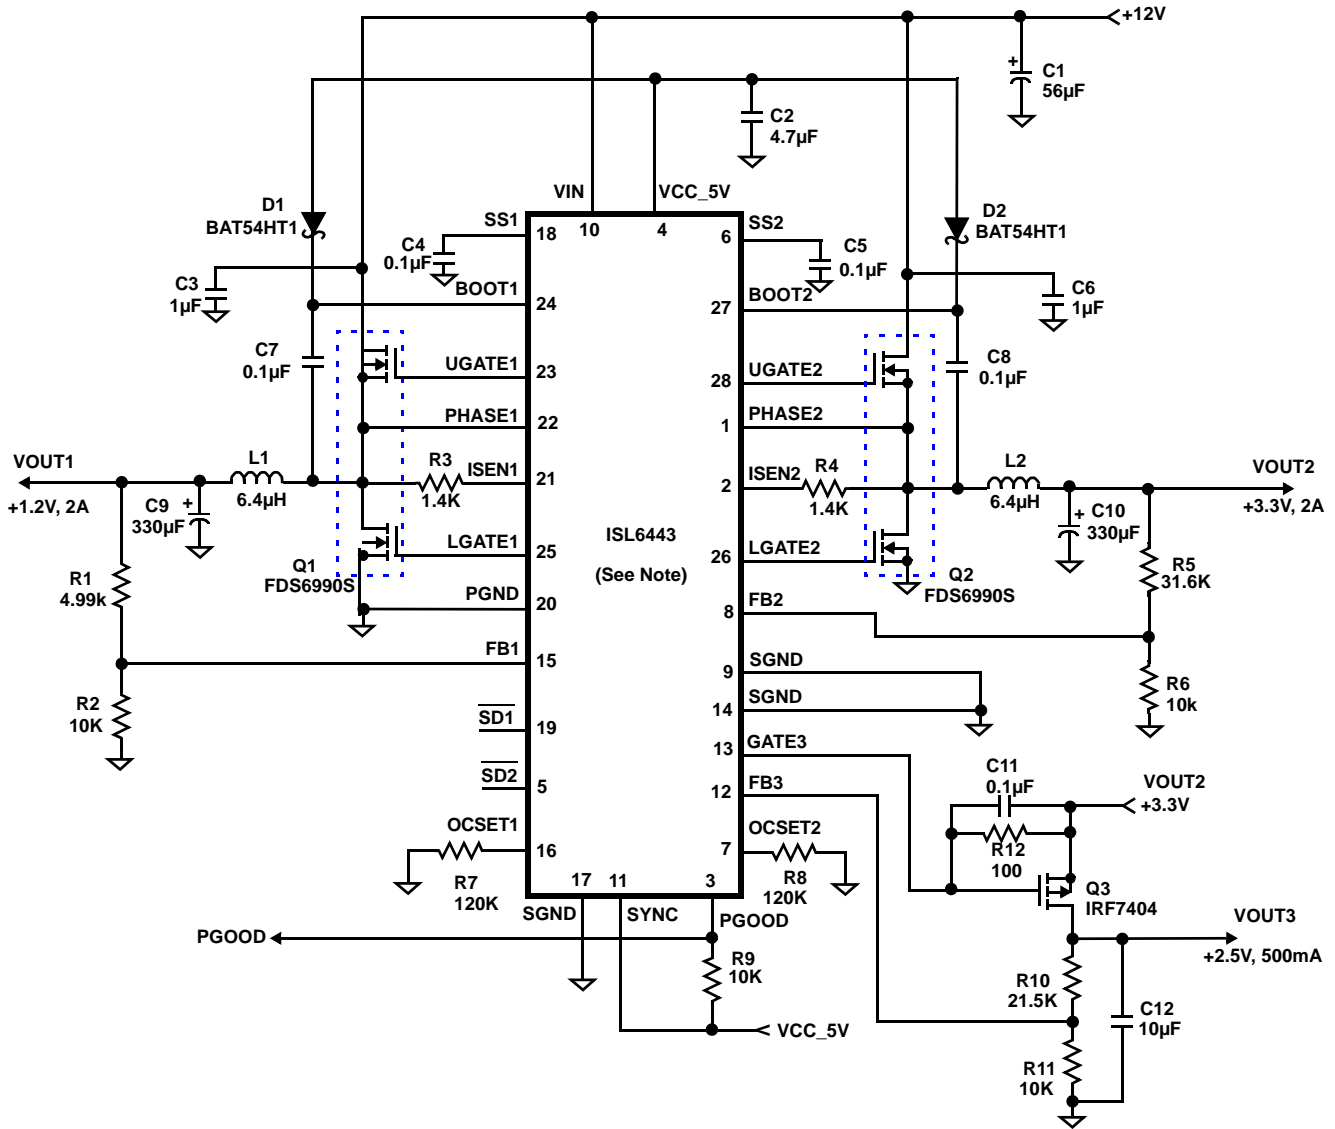 +12V
+
C1
56µF
C2
4.7µF
VIN
VCC_5V
D1
BAT54HT1
D2
BAT54HT1
SS1
18
10
4
6
SS2
C4
0.1µF
C5
0.1µF
C3
1µF
BOOT1
24
27
BOOT2
C6
1µF
C7
0.1µF
UGATE1
23
28
UGATE2
C8
0.1µF
PHASE1
22
1
PHASE2
VOUT1
+1.2V, 2A
L1
6.4µH
R3
1.4K
ISEN1
21
2
ISEN2
R4
1.4K
L2
6.4µH
VOUT2
+3.3V, 2A
C9
330µF
+
+
C10
330µF
ISL6443
(See Note)
LGATE1
25
26
LGATE2
Q1
FDS6990S
Q2
FDS6990S
R1
4.99k
R5
31.6K
PGND
20
8
FB2
FB1
15
9
SGND
R2
10K
R6
10k
14
SGND
SD1
19
13
GATE3
SD2
5
12
FB3
C11
0.1µF
VOUT2
+3.3V
OCSET1
16
7
OCSET2
R12
100
R7
120K
R8
120K
17
11
3
Q3
IRF7404
SGND
SYNC
PGOOD
VOUT3
+2.5V, 500mA
PGOOD
R9
10K
R10
21.5K
C12
10µF
VCC_5V
R11
10K